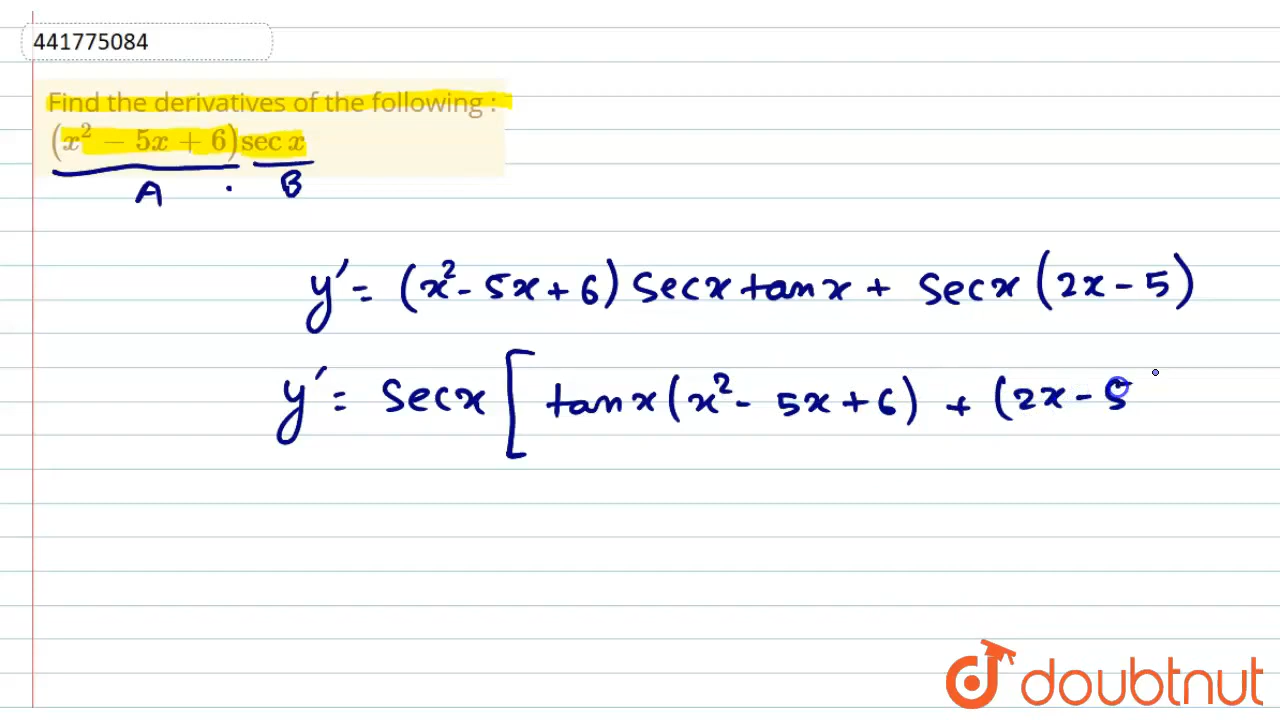 441775084
Find the derivatives of the following :
(x² − 5x + 6) sec x
A . B
y' = (x² - 5x + 6) Secx tanx + Secx (2x - 5)
y' = Secx [ tanx (x² - 5x + 6) + (2x - 5
doubtnut